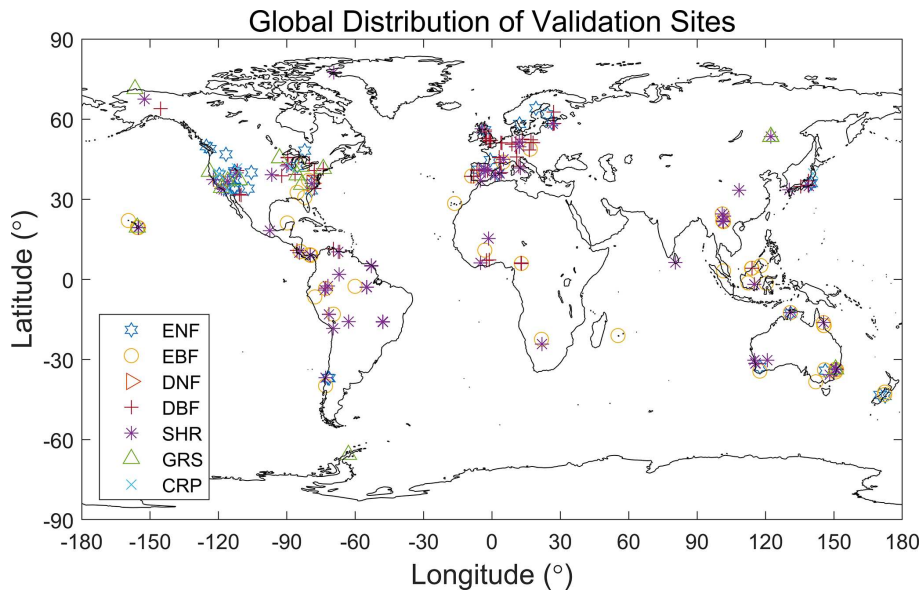 Global Distribution of Validation Sites
90
60
30
0
-30
-60
-90
Latitude (°)
ENF
EBF
DNF
DBF
SHR
GRS
CRP
-180 -150 -120 -90 -60 -30 0 30 60 90 120 150 180
Longitude (°)